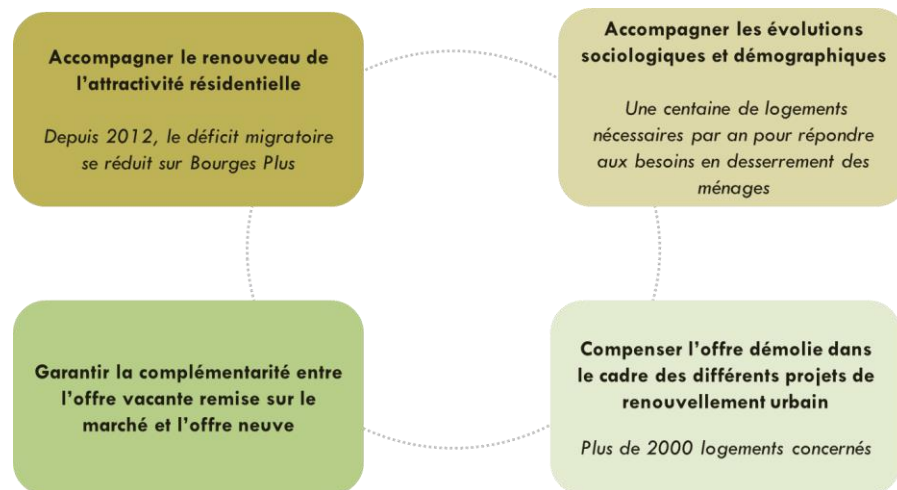 Accompagner le renouveau de
l'attractivité résidentielle
Depuis 2012, le déficit migratoire
se réduit sur Bourges Plus
Accompagner les évolutions
sociologiques et démographiques
Une centaine de logements
nécessaires par an pour répondre
aux besoins en desserrement des
ménages
Garantir la complémentarité entre
l'offre vacante remise sur le
marché et l'offre neuve
Compenser l'offre démolie dans
le cadre des différents projets de
renouvellement urbain
Plus de 2000 logements concernés